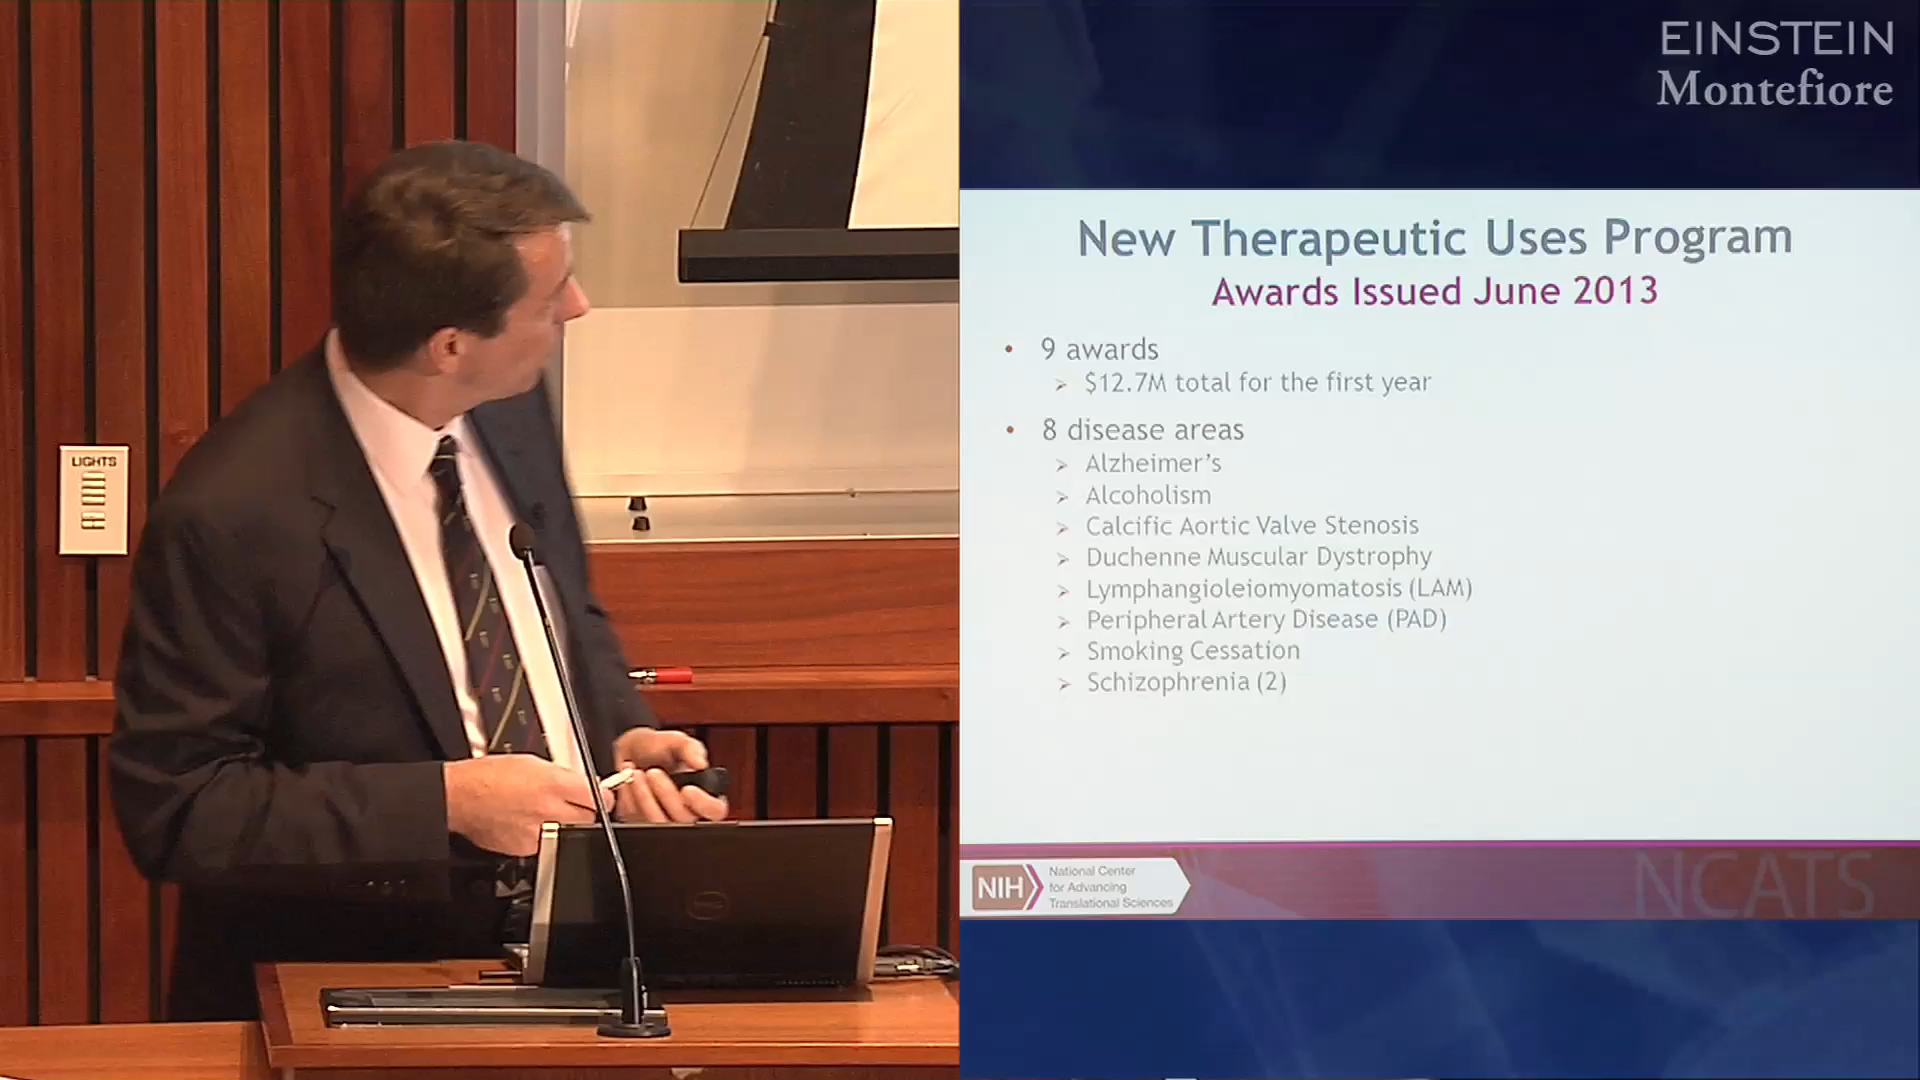 EINSTEIN
Montefiore
New Therapeutic Uses Program
Awards Issued June 2013
• 9 awards
➢ $12.7M total for the first year
• 8 disease areas
➢ Alzheimer's
➢ Alcoholism
➢ Calcific Aortic Valve Stenosis
➢ Duchenne Muscular Dystrophy
➢ Lymphangioleiomyomatosis (LAM)
➢ Peripheral Artery Disease (PAD)
➢ Smoking Cessation
➢ Schizophrenia (2)
LIGHTS
DELL
NIH
National Center
for Advancing
Translational Sciences
NCATS